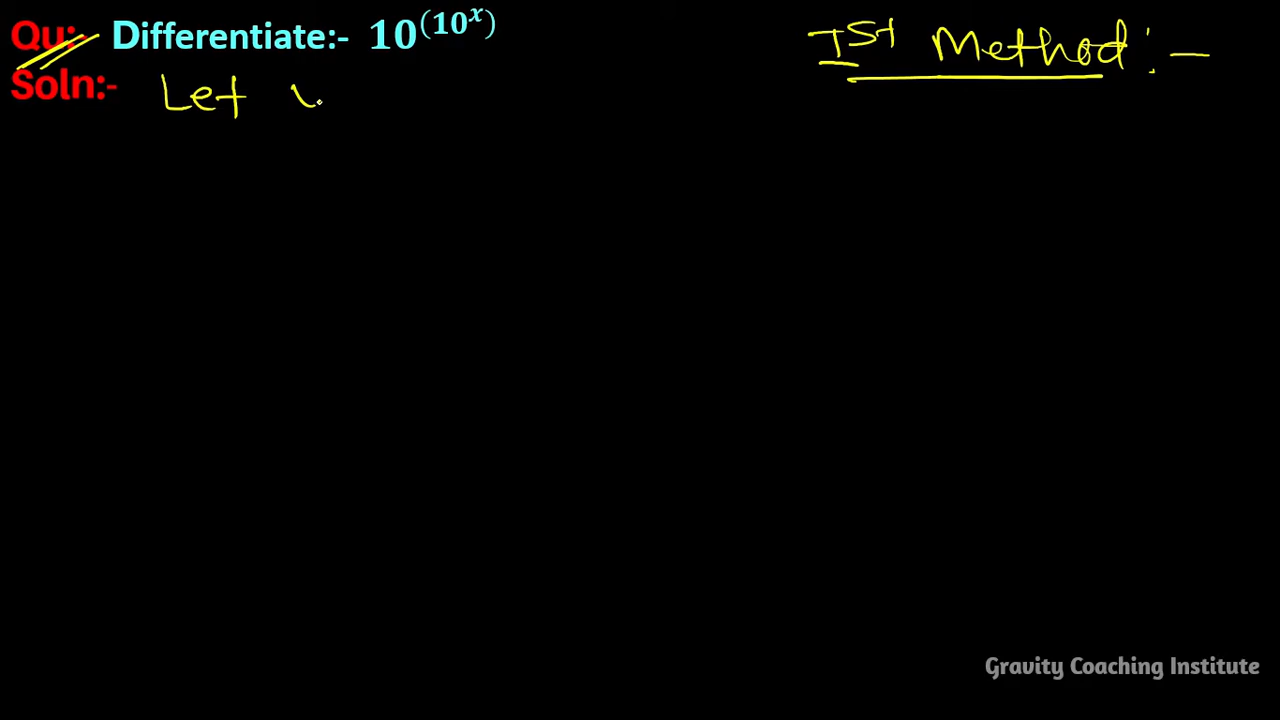 Qu:- Differentiate:- 10^(10^x)
Ist Method:-
Soln:- Let
Gravity Coaching Institute